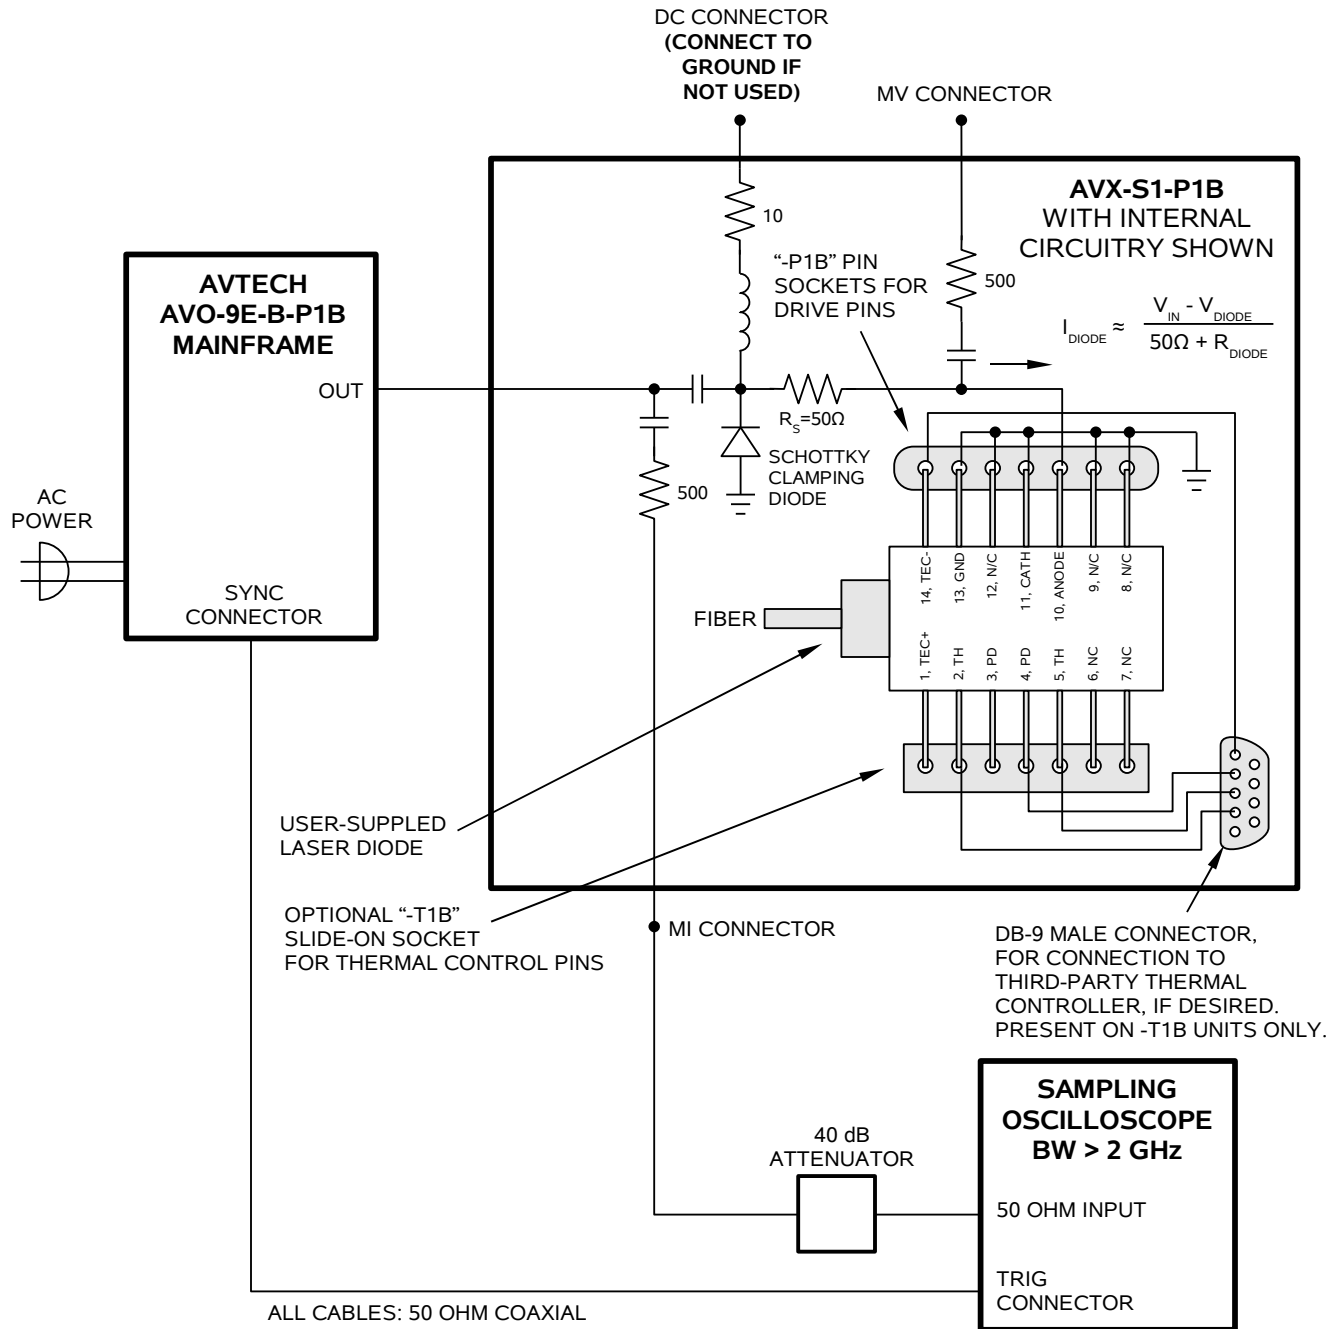 DC CONNECTOR
(CONNECT TO
GROUND IF
NOT USED)
MV CONNECTOR
AVX-S1-P1B
WITH INTERNAL
CIRCUITRY SHOWN
10
500
"-P1B" PIN
SOCKETS FOR
DRIVE PINS
I_DIODE ≈ (V_IN - V_DIODE) / (50Ω + R_DIODE)
AVTECH
AVO-9E-B-P1B
MAINFRAME
OUT
R_S=50Ω
SCHOTTKY
CLAMPING
DIODE
500
AC
POWER
SYNC
CONNECTOR
14, TEC-
13, GND
12, N/C
11, CATH
10, ANODE
9, N/C
8, N/C
FIBER
1, TEC+
2, TH
3, PD
4, PD
5, TH
6, NC
7, NC
USER-SUPPLED
LASER DIODE
OPTIONAL “-T1B”
SLIDE-ON SOCKET
FOR THERMAL CONTROL PINS
MI CONNECTOR
DB-9 MALE CONNECTOR,
FOR CONNECTION TO
THIRD-PARTY THERMAL
CONTROLLER, IF DESIRED.
PRESENT ON -T1B UNITS ONLY.
40 dB
ATTENUATOR
SAMPLING
OSCILLOSCOPE
BW > 2 GHz
50 OHM INPUT
TRIG
CONNECTOR
ALL CABLES: 50 OHM COAXIAL